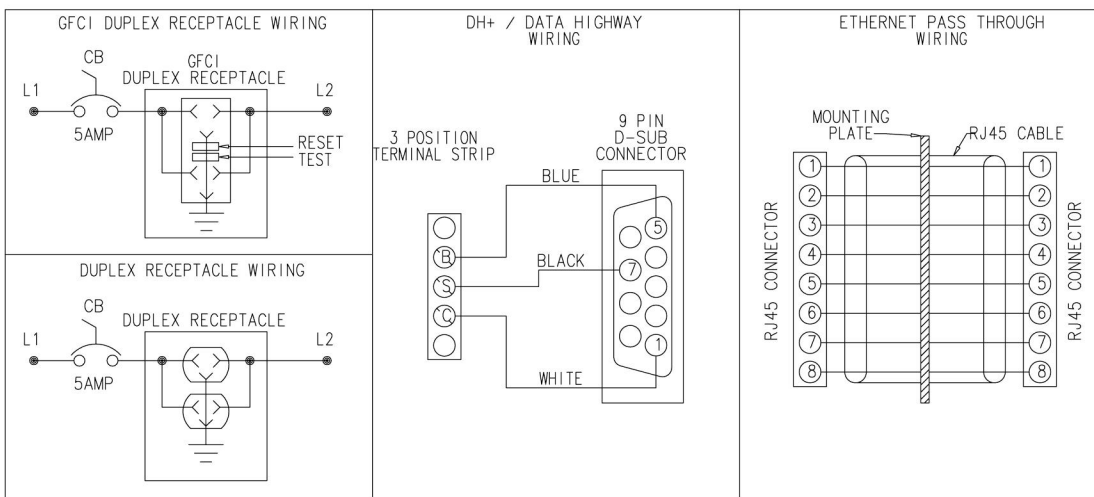 GFCI DUPLEX RECEPTACLE WIRING
CB
GFCI
DUPLEX RECEPTACLE
L1
L2
5AMP
RESET
TEST
DUPLEX RECEPTACLE WIRING
CB
DUPLEX RECEPTACLE
L1
L2
5AMP
DH+ / DATA HIGHWAY
WIRING
3 POSITION
TERMINAL STRIP
9 PIN
D-SUB
CONNECTOR
BLUE
BLACK
WHITE
B
S
C
5
7
1
ETHERNET PASS THROUGH
WIRING
MOUNTING
PLATE
RJ45 CABLE
RJ45 CONNECTOR
1
2
3
4
5
6
7
8
1
2
3
4
5
6
7
8
RJ45 CONNECTOR